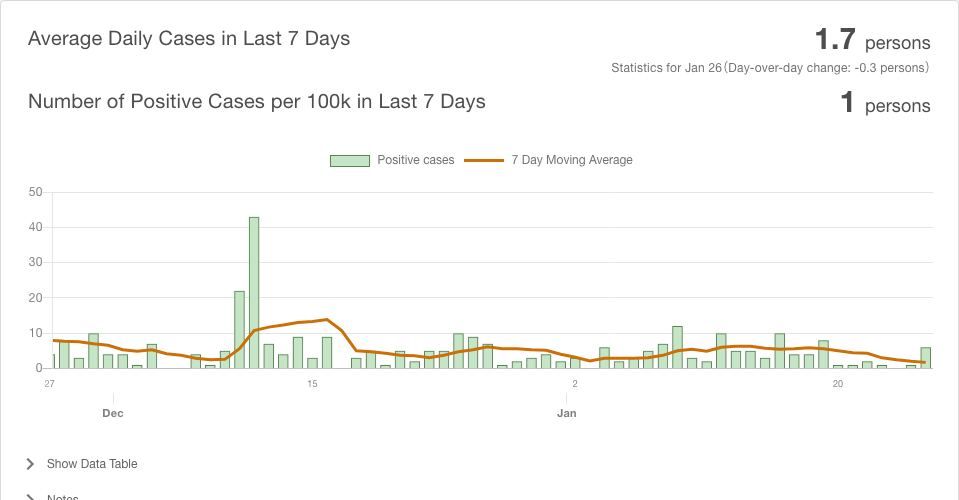 Average Daily Cases in Last 7 Days
1.7 persons
Statistics for Jan 26(Day-over-day change: -0.3 persons)
Number of Positive Cases per 100k in Last 7 Days
1 persons
Positive cases
7 Day Moving Average
50
40
30
20
10
0
27
15
2
20
Dec
Jan
Show Data Table
Notes